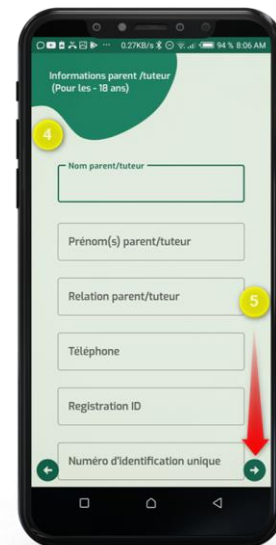 0.27KB/s 94 % 8:06 AM
Informations parent /tuteur
(Pour les - 18 ans)
4
Nom parent/tuteur
Prénom(s) parent/tuteur
Relation parent/tuteur
5
Téléphone
Registration ID
Numéro d'identification unique